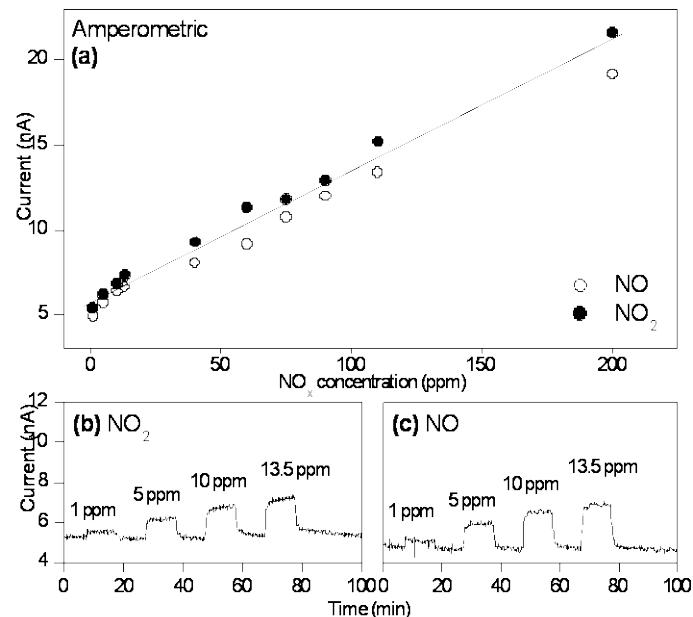 Amperometric
(a)
20
15
10
5
Current (nA)
NO
NO2
0
50
100
150
200
NOx concentration (ppm)
12
10
8
6
4
Current (nA)
(b) NO2
1 ppm
5 ppm
10 ppm
13.5 ppm
0
20
40
60
80
100
(c) NO
1 ppm
5 ppm
10 ppm
13.5 ppm
0
20
40
60
80
100
Time (min)